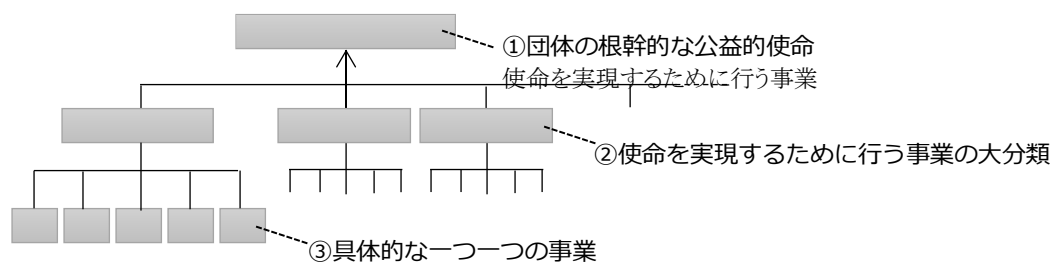 ①団体の根幹的な公益的使命
使命を実現するために行う事業
②使命を実現するために行う事業の大分類
③具体的な一つ一つの事業